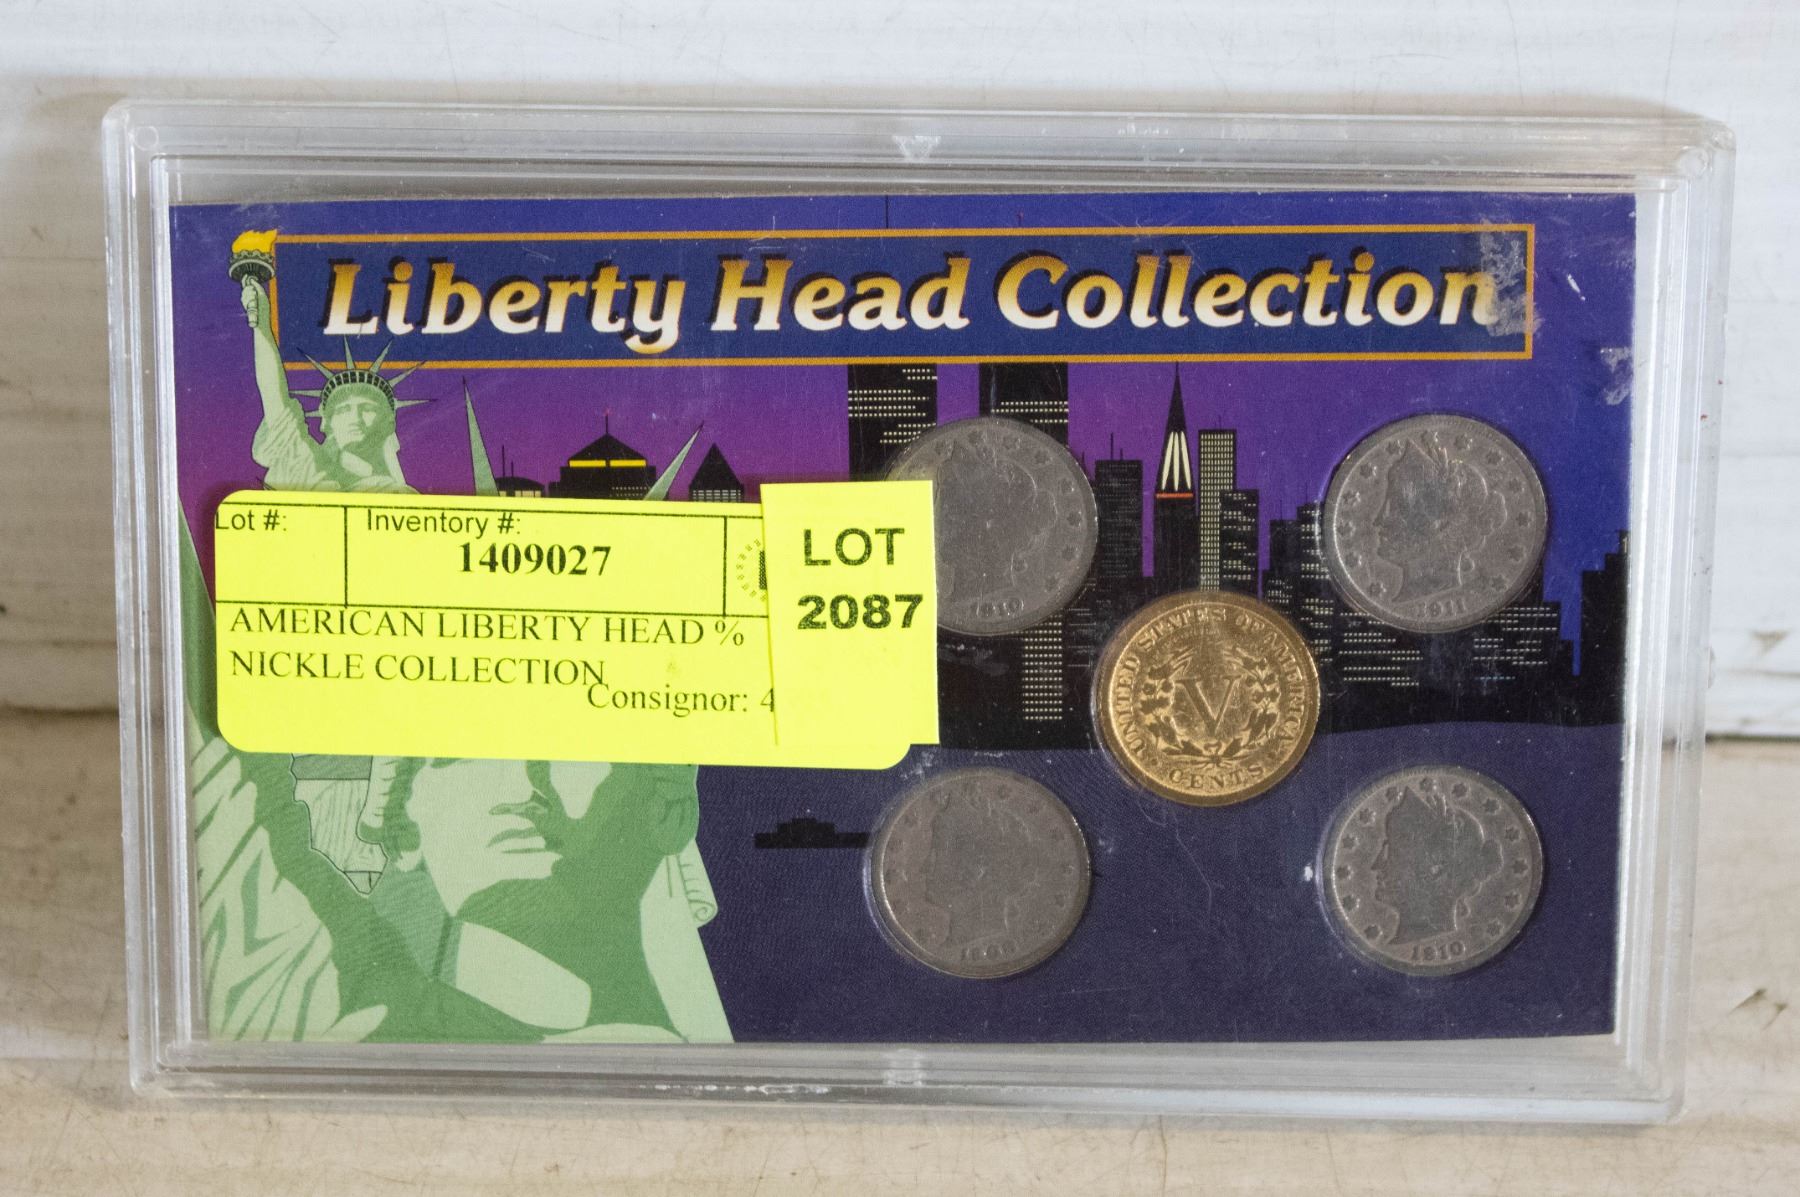 Liberty Head Collection
Lot #:
Inventory #:
1409027
LOT
2087
AMERICAN LIBERTY HEAD %
NICKLE COLLECTION
Consignor: 4
1910
1911
UNITED STATES OF AMERICA
V
CENTS
1910